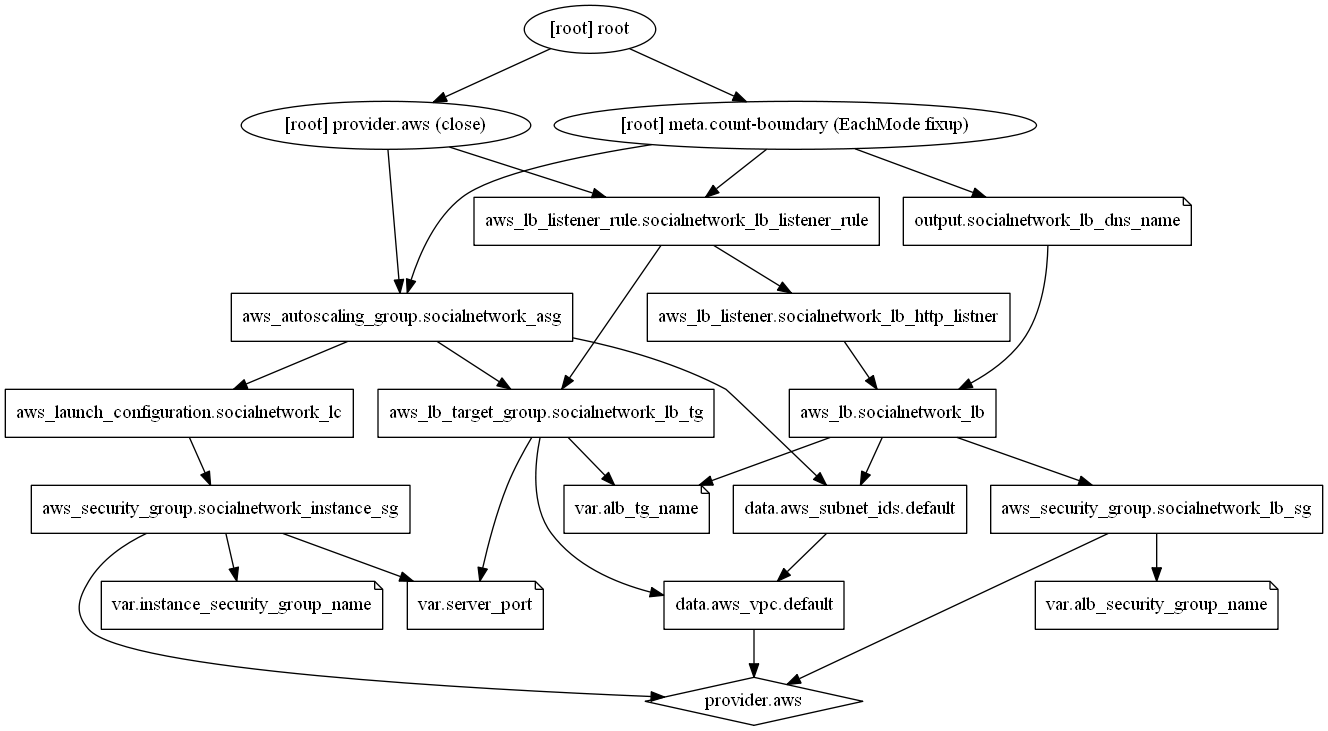 [root] root
[root] provider.aws (close)
[root] meta.count-boundary (EachMode fixup)
aws_lb_listener_rule.socialnetwork_lb_listener_rule
output.socialnetwork_lb_dns_name
aws_autoscaling_group.socialnetwork_asg
aws_lb_listener.socialnetwork_lb_http_listner
aws_launch_configuration.socialnetwork_lc
aws_lb_target_group.socialnetwork_lb_tg
aws_lb.socialnetwork_lb
aws_security_group.socialnetwork_instance_sg
var.alb_tg_name
data.aws_subnet_ids.default
aws_security_group.socialnetwork_lb_sg
var.instance_security_group_name
var.server_port
data.aws_vpc.default
var.alb_security_group_name
provider.aws